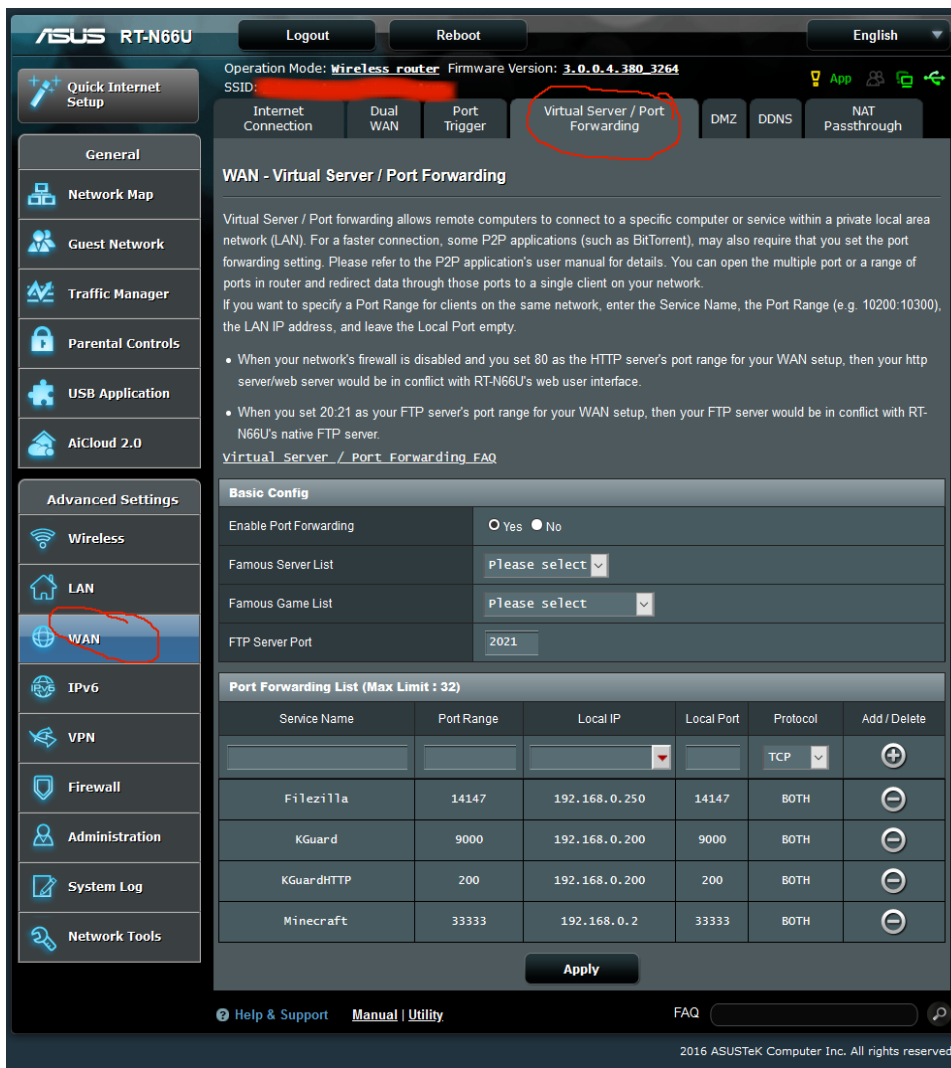 ASUS RT-N66U
Logout
Reboot
English
Quick Internet Setup
Operation Mode: Wireless router Firmware Version: 3.0.0.4.380_3264
SSID:
App
Internet Connection
Dual WAN
Port Trigger
Virtual Server / Port Forwarding
DMZ
DDNS
NAT Passthrough
General
Network Map
Guest Network
Traffic Manager
Parental Controls
USB Application
AiCloud 2.0
Advanced Settings
Wireless
LAN
WAN
IPv6
IPv6
VPN
Firewall
Administration
System Log
Network Tools
WAN - Virtual Server / Port Forwarding
Virtual Server / Port forwarding allows remote computers to connect to a specific computer or service within a private local area
network (LAN). For a faster connection, some P2P applications (such as BitTorrent), may also require that you set the port
forwarding setting. Please refer to the P2P application's user manual for details. You can open the multiple port or a range of
ports in router and redirect data through those ports to a single client on your network.
If you want to specify a Port Range for clients on the same network, enter the Service Name, the Port Range (e.g. 10200:10300),
the LAN IP address, and leave the Local Port empty.
• When your network's firewall is disabled and you set 80 as the HTTP server's port range for your WAN setup, then your http
server/web server would be in conflict with RT-N66U's web user interface.
• When you set 20:21 as your FTP server's port range for your WAN setup, then your FTP server would be in conflict with RT-
N66U's native FTP server.
Virtual Server / Port Forwarding FAQ
Basic Config
Enable Port Forwarding Yes No
Famous Server List Please select
Famous Game List Please select
FTP Server Port 2021
Port Forwarding List (Max Limit : 32)
Service Name Port Range Local IP Local Port Protocol Add / Delete
TCP
Filezilla 14147 192.168.0.250 14147 BOTH
KGuard 9000 192.168.0.200 9000 BOTH
KGuardHTTP 200 192.168.0.200 200 BOTH
Minecraft 33333 192.168.0.2 33333 BOTH
Apply
? Help & Support Manual | Utility FAQ
2016 ASUSTeK Computer Inc. All rights reserved